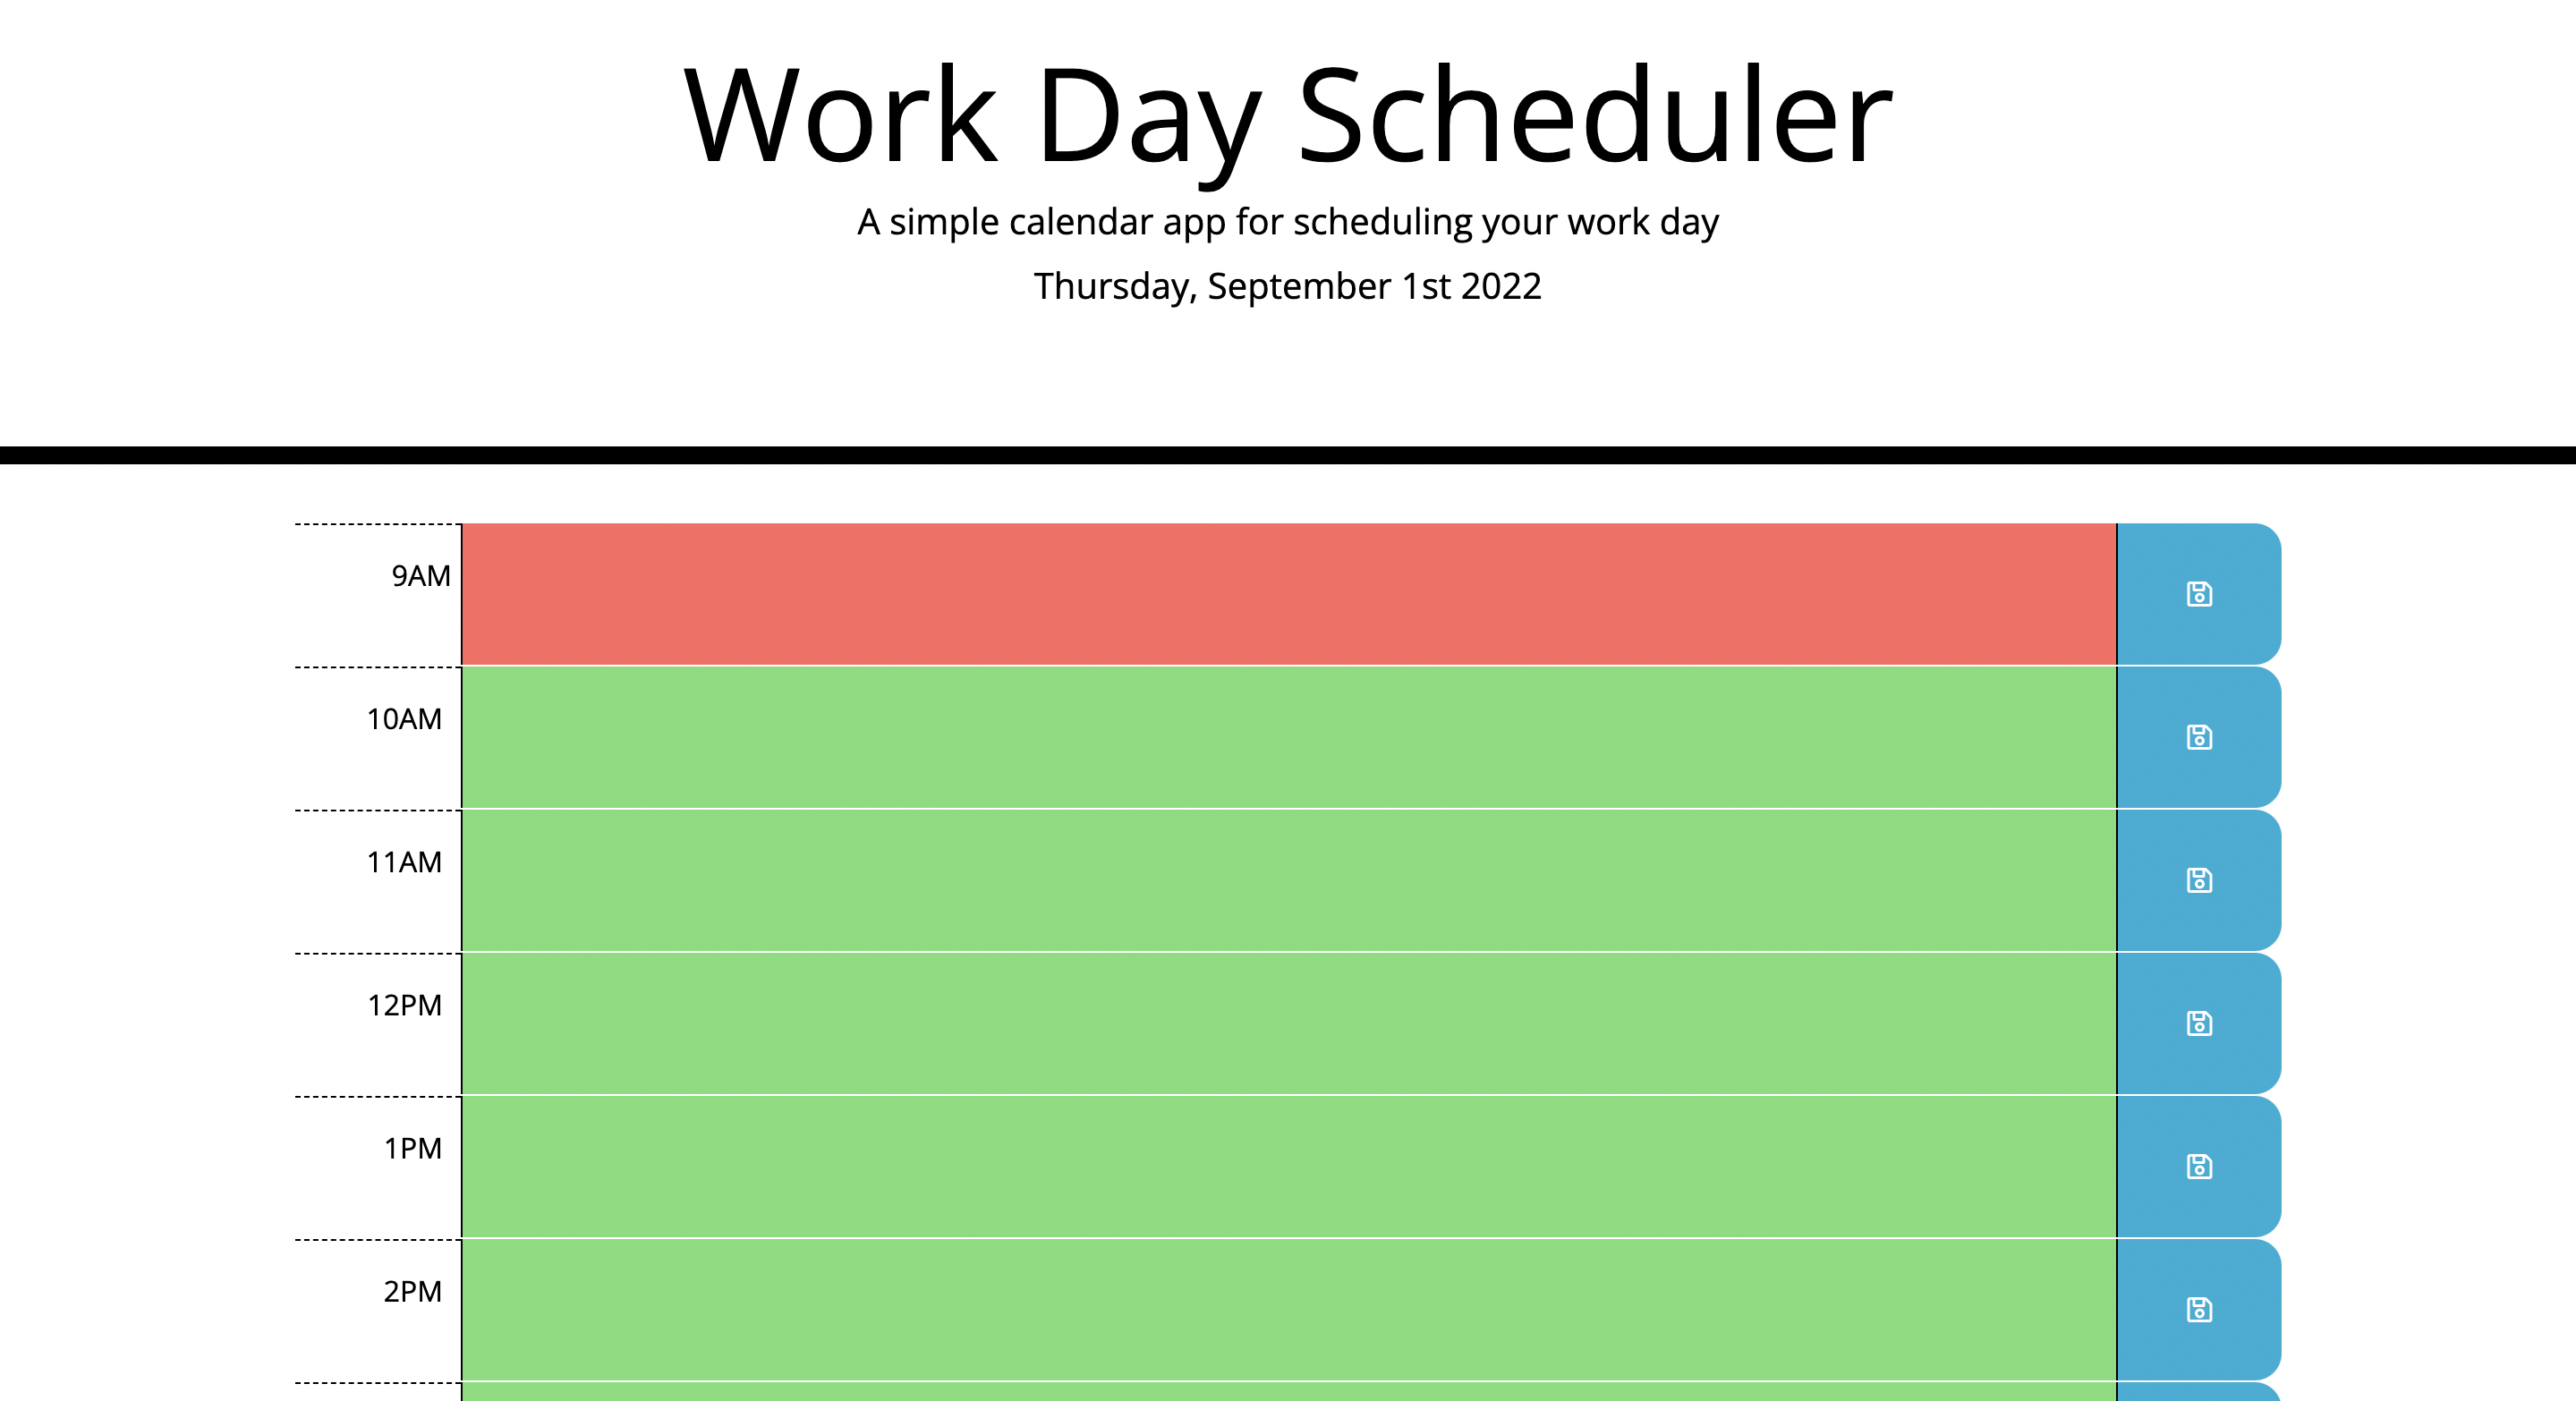 Work Day Scheduler
A simple calendar app for scheduling your work day
Thursday, September 1st 2022
9AM
10AM
11AM
12PM
1PM
2PM